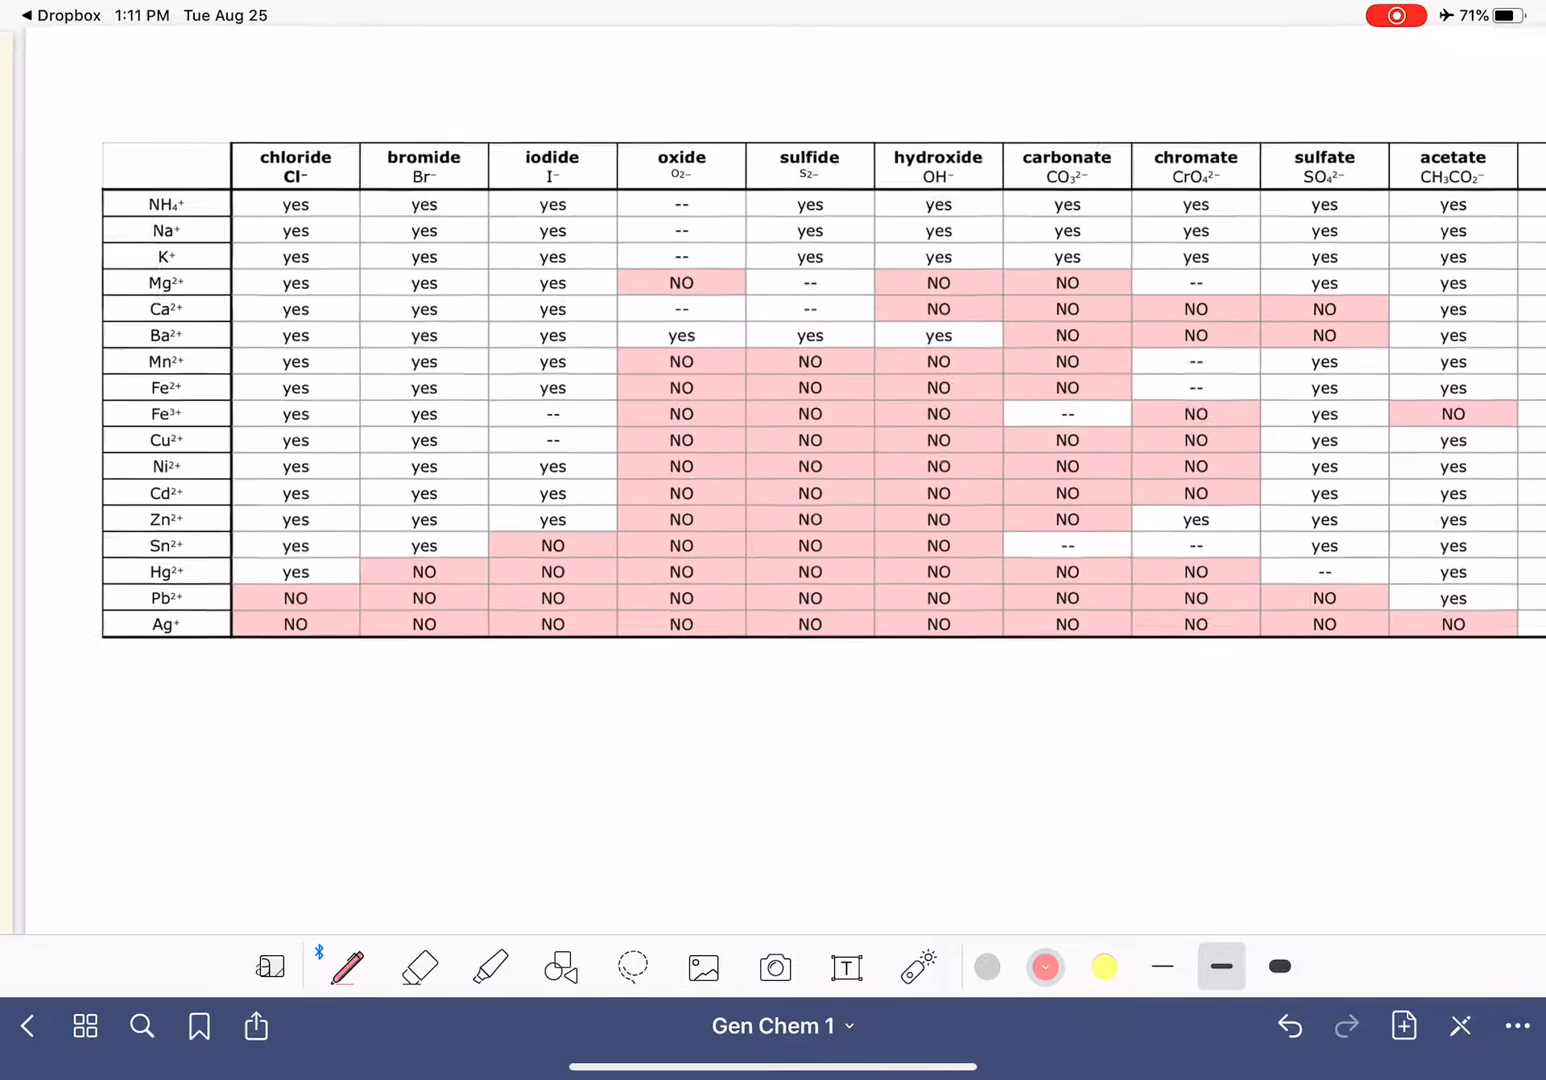 ◀ Dropbox 1:11 PM Tue Aug 25 71%
chloride bromide iodide oxide sulfide hydroxide carbonate chromate sulfate acetate
Cl⁻ Br⁻ I⁻ O₂₋ S₂₋ OH⁻ CO₃²⁻ CrO₄²⁻ SO₄²⁻ CH₃CO₂⁻
NH₄⁺ yes yes yes -- yes yes yes yes yes yes
Na⁺ yes yes yes -- yes yes yes yes yes yes
K⁺ yes yes yes -- yes yes yes yes yes yes
Mg²⁺ yes yes yes NO -- NO NO -- yes yes
Ca²⁺ yes yes yes -- -- NO NO NO NO yes
Ba²⁺ yes yes yes yes yes yes NO NO NO yes
Mn²⁺ yes yes yes NO NO NO NO -- yes yes
Fe²⁺ yes yes yes NO NO NO NO -- yes yes
Fe³⁺ yes yes -- NO NO NO -- NO yes NO
Cu²⁺ yes yes -- NO NO NO NO NO yes yes
Ni²⁺ yes yes yes NO NO NO NO NO yes yes
Cd²⁺ yes yes yes NO NO NO NO NO yes yes
Zn²⁺ yes yes yes NO NO NO NO yes yes yes
Sn²⁺ yes yes NO NO NO NO -- -- yes yes
Hg²⁺ yes NO NO NO NO NO NO NO -- yes
Pb²⁺ NO NO NO NO NO NO NO NO NO yes
Ag⁺ NO NO NO NO NO NO NO NO NO NO
T
Gen Chem 1